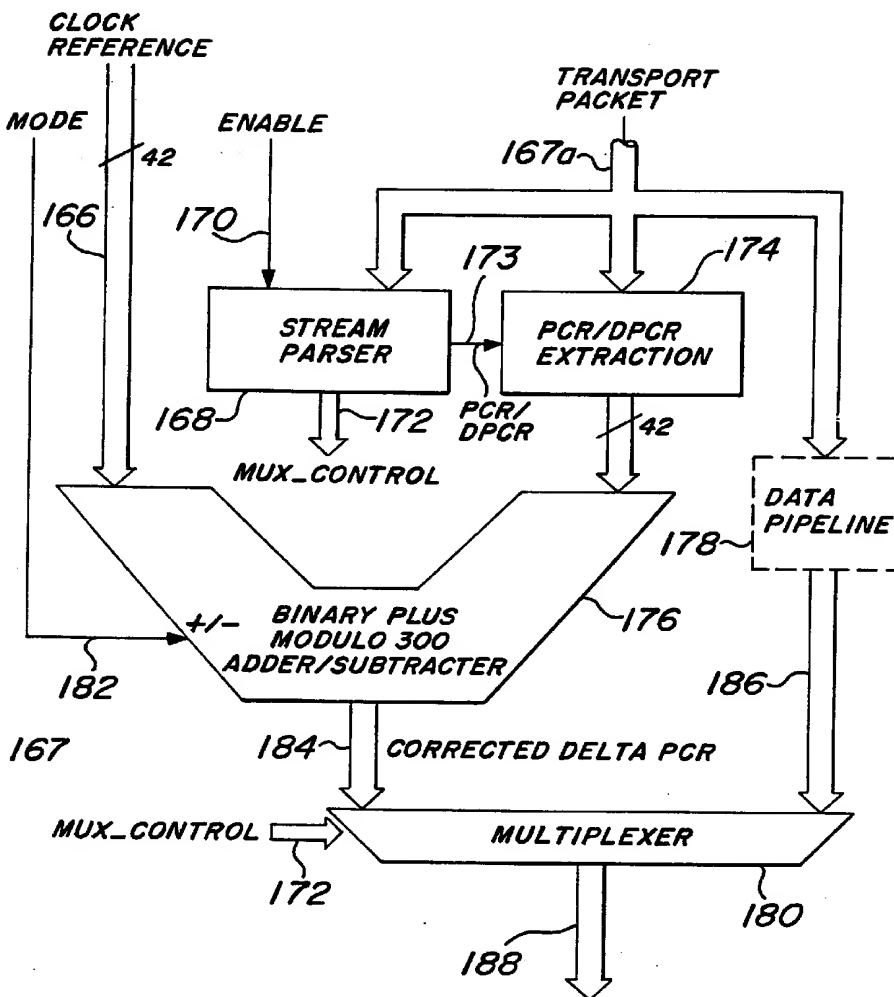 CLOCK
REFERENCE
TRANSPORT
PACKET
MODE
ENABLE
42
167a
166
170
173
174
STREAM
PARSER
PCR/DPCR
EXTRACTION
168
172
PCR/
DPCR
42
MUX_CONTROL
DATA
PIPELINE
178
+/-
BINARY PLUS
MODULO 300
ADDER/SUBTRACTER
176
182
186
167
184
CORRECTED DELTA PCR
MUX_CONTROL
172
MULTIPLEXER
180
188